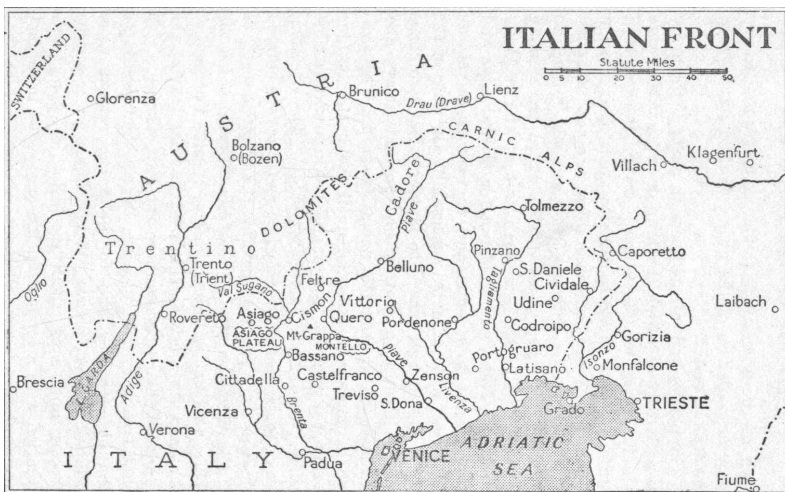 ITALIAN FRONT
Statute Miles
0 5 10 20 30 40 50
SWITZERLAND
Glorenza
AUSTRIA
Brunico
Drau (Drave)
Lienz
CARNIC ALPS
Bolzano
(Bozen)
Villach
Klagenfurt
DOLOMITES
Cadore
Piave
Tolmezzo
Trentino
Trento
(Trient)
Pinzano
Caporetto
Belluno
Tagliamento
S. Daniele
Cividale
Oglio
Val Sugano
Feltre
Cismon
Vittorio
Udine
Laibach
Rovereto
Asiago
ASIAGO
PLATEAU
Quero
Pordenone
Codroipo
Mt. Grappa
MONTELLO
Gorizia
Isonzo
Bassano
Piave
Portogruaro
Latisano
Monfalcone
Brescia
GARDA
Adige
Cittadella
Castelfranco
Zenson
Livenza
Treviso
S. Dona
Grado
TRIESTE
Vicenza
Brenta
Verona
ADRIATIC
SEA
VENICE
ITALY
Padua
Fiume